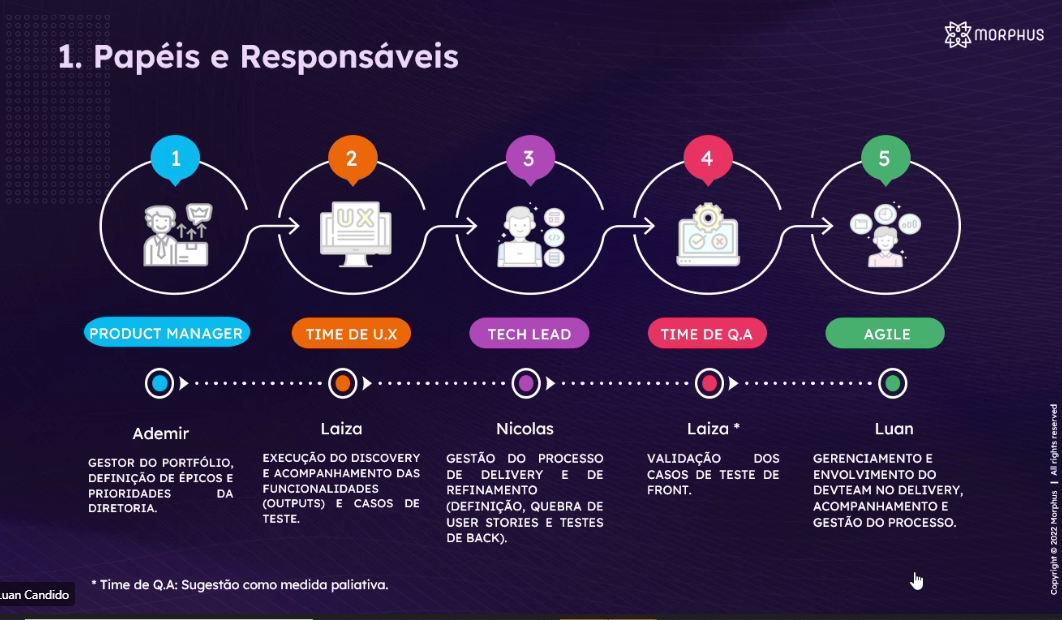 1. Papéis e Responsáveis
MORPHUS
1
2
3
4
5
UX
PRODUCT MANAGER
TIME DE U.X
TECH LEAD
TIME DE Q.A
AGILE
Ademir
GESTOR DO PORTFÓLIO,
DEFINIÇÃO DE ÉPICOS E
PRIORIDADES DA
DIRETORIA.
Laiza
EXECUÇÃO DO DISCOVERY
E ACOMPANHAMENTO DAS
FUNCIONALIDADES
(OUTPUTS) E CASOS DE
TESTE.
Nicolas
GESTÃO DO PROCESSO
DE DELIVERY E DE
REFINAMENTO
(DEFINIÇÃO, QUEBRA DE
USER STORIES E TESTES
DE BACK).
Laiza *
VALIDAÇÃO DOS
CASOS DE TESTE DE
FRONT.
Luan
GERENCIAMENTO E
ENVOLVIMENTO DO
DEVTEAM NO DELIVERY,
ACOMPANHAMENTO E
GESTÃO DO PROCESSO.
* Time de Q.A: Sugestão como medida paliativa.
Luan Candido
Copyright © 2022 Morphus | All rights reserved